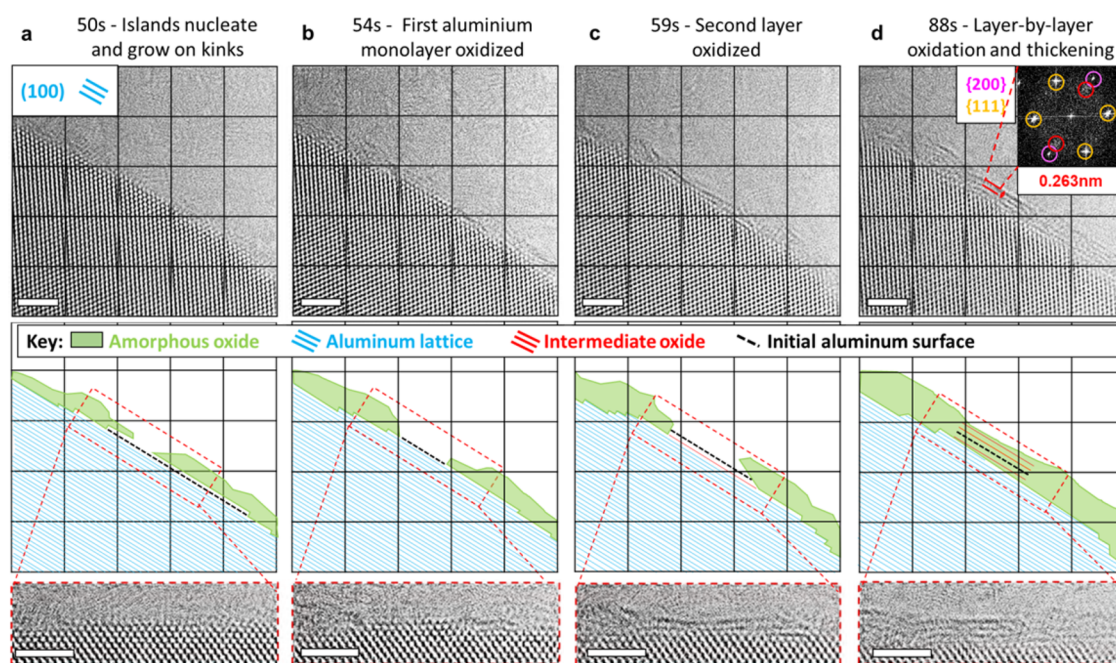 a
50s - Islands nucleate
and grow on kinks
b
54s - First aluminium
monolayer oxidized
c
59s - Second layer
oxidized
d
88s - Layer-by-layer
oxidation and thickening
(100)
{200}
{111}
0.263nm
Key: Amorphous oxide Aluminum lattice Intermediate oxide Initial aluminum surface